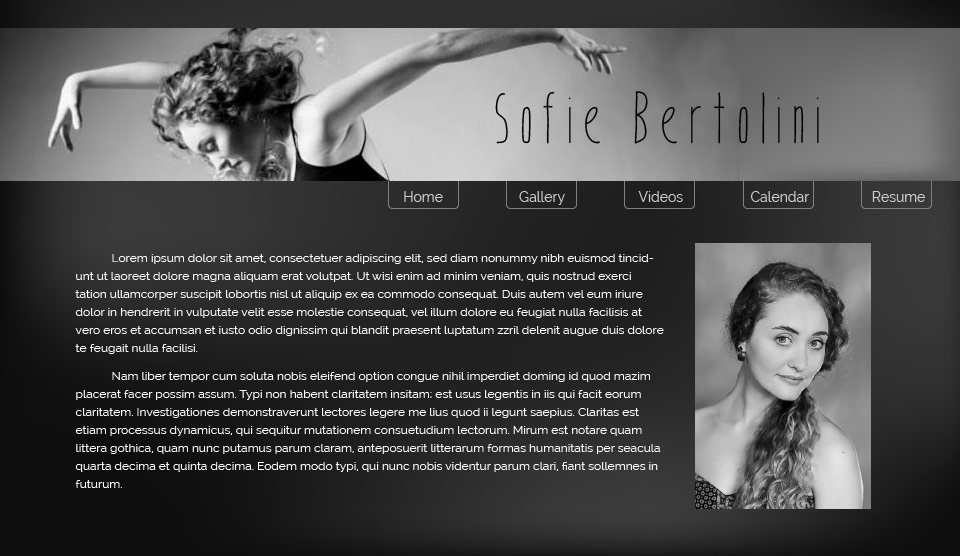 Sofie Bertolini
Home Gallery Videos Calendar Resume
Lorem ipsum dolor sit amet, consectetuer adipiscing elit, sed diam nonummy nibh euismod tincid-
unt ut laoreet dolore magna aliquam erat volutpat. Ut wisi enim ad minim veniam, quis nostrud exerci
tation ullamcorper suscipit lobortis nisl ut aliquip ex ea commodo consequat. Duis autem vel eum iriure
dolor in hendrerit in vulputate velit esse molestie consequat, vel illum dolore eu feugiat nulla facilisis at
vero eros et accumsan et iusto odio dignissim qui blandit praesent luptatum zzril delenit augue duis dolore
te feugait nulla facilisi.
Nam liber tempor cum soluta nobis eleifend option congue nihil imperdiet doming id quod mazim
placerat facer possim assum. Typi non habent claritatem insitam; est usus legentis in iis qui facit eorum
claritatem. Investigationes demonstraverunt lectores legere me lius quod ii legunt saepius. Claritas est
etiam processus dynamicus, qui sequitur mutationem consuetudium lectorum. Mirum est notare quam
littera gothica, quam nunc putamus parum claram, anteposuerit litterarum formas humanitatis per seacula
quarta decima et quinta decima. Eodem modo typi, qui nunc nobis videntur parum clari, fiant sollemnes in
futurum.